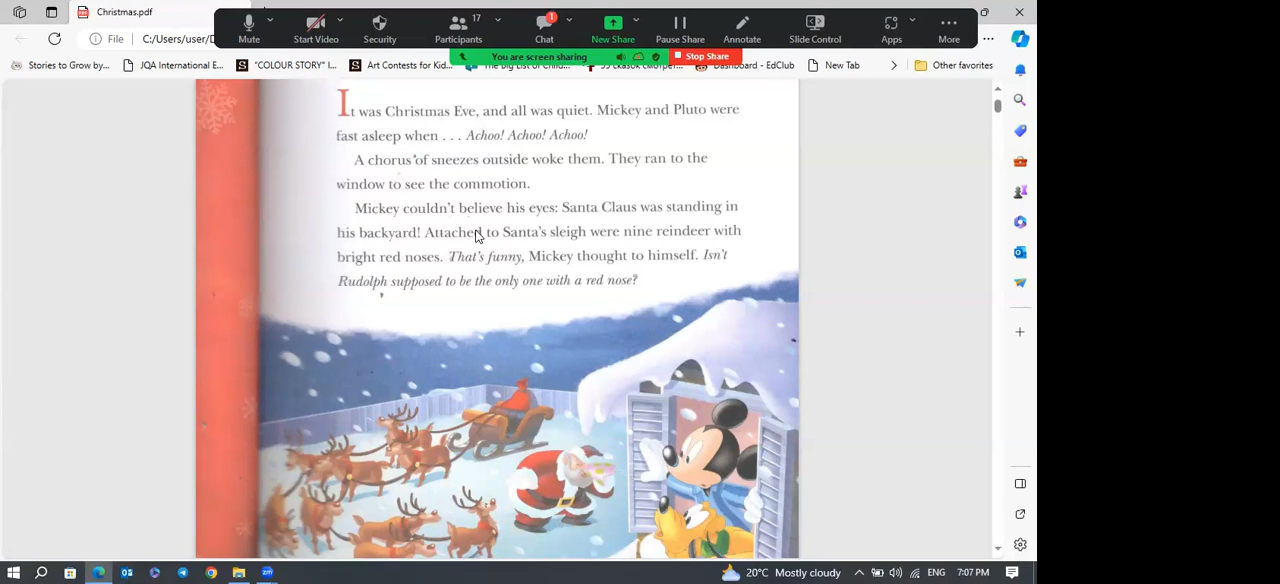 Christmas.pdf
17
1
Mute
Start Video
Security
Participants
Chat
New Share
Pause Share
Annotate
Slide Control
Apps
More
File
C:/Users/user/D
You are screen sharing
Stop Share
Stories to Grow by...
JQA International E...
"COLOUR STORY" I...
Art Contests for Kid...
Dashboard - EdClub
New Tab
Other favorites
It was Christmas Eve, and all was quiet. Mickey and Pluto were
fast asleep when . . . Achoo! Achoo! Achoo!
A chorus of sneezes outside woke them. They ran to the
window to see the commotion.
Mickey couldn't believe his eyes: Santa Claus was standing in
his backyard! Attached to Santa's sleigh were nine reindeer with
bright red noses. That's funny, Mickey thought to himself. Isn't
Rudolph supposed to be the only one with a red nose?
20°C Mostly cloudy
ENG
7:07 PM